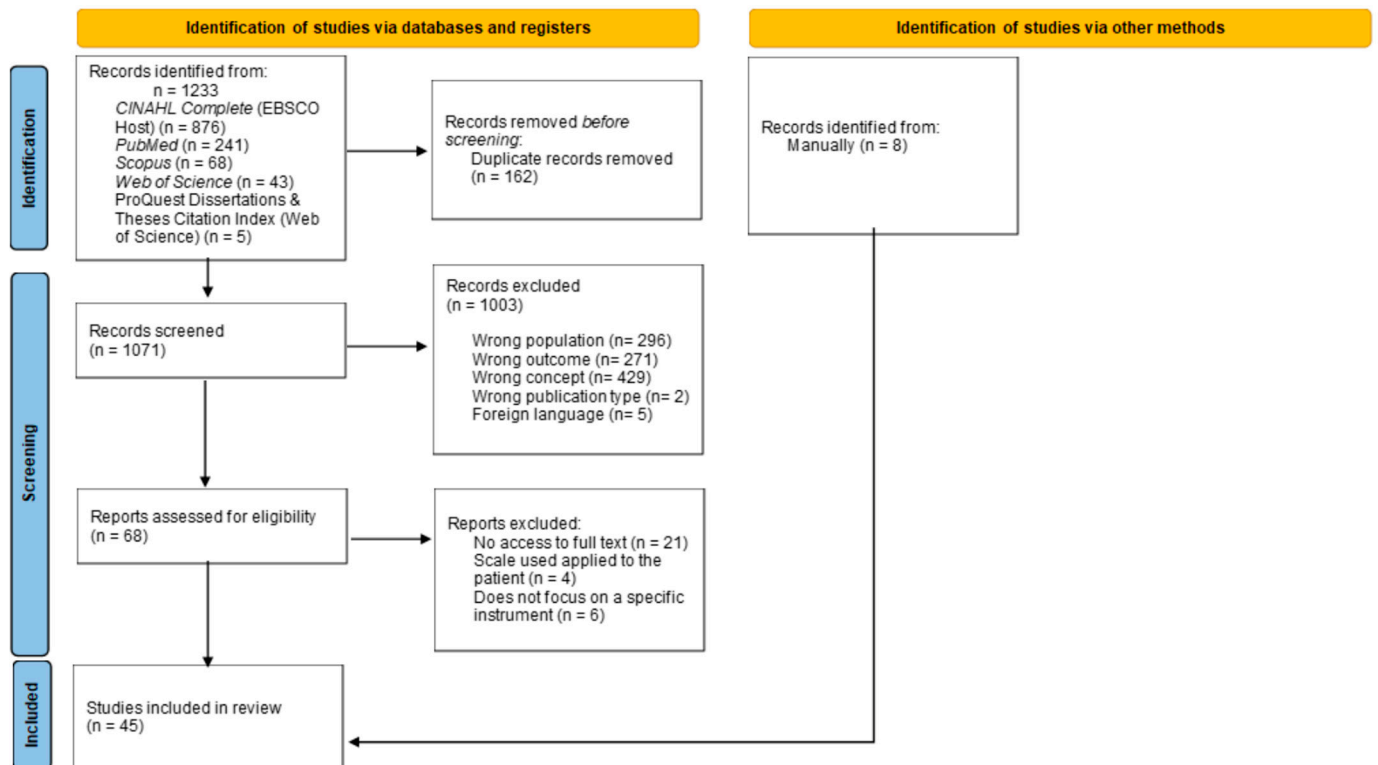 Identification of studies via databases and registers
Identification of studies via other methods
Identification
Records identified from:
n = 1233
CINAHL Complete (EBSCO
Host) (n = 876)
PubMed (n = 241)
Scopus (n = 68)
Web of Science (n = 43)
ProQuest Dissertations &
Theses Citation Index (Web
of Science) (n = 5)
Records removed before
screening:
Duplicate records removed
(n = 162)
Records identified from:
Manually (n = 8)
Screening
Records screened
(n = 1071)
Records excluded
(n = 1003)
Wrong population (n= 296)
Wrong outcome (n= 271)
Wrong concept (n= 429)
Wrong publication type (n= 2)
Foreign language (n= 5)
Reports assessed for eligibility
(n = 68)
Reports excluded:
No access to full text (n = 21)
Scale used applied to the
patient (n = 4)
Does not focus on a specific
instrument (n = 6)
Included
Studies included in review
(n = 45)